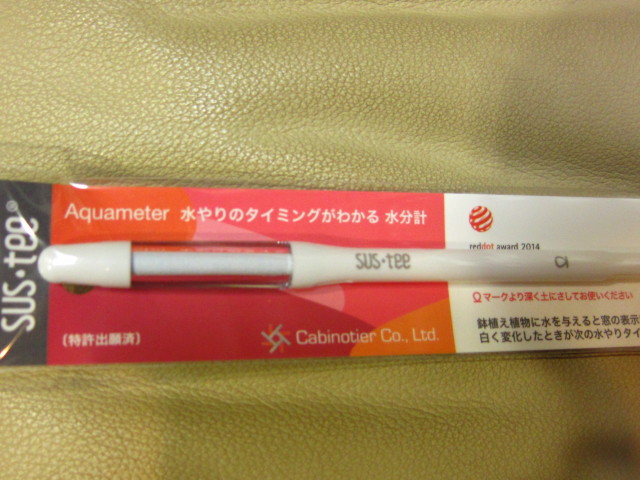 SUS・tee®
Aquameter 水やりのタイミングがわかる 水分計
reddot award 2014
SUS・tee
Ωマークより深く土にさしてお使いください
(特許出願済)
Cabinotier Co., Ltd.
鉢植え植物に水を与えると窓の表示
白く変化したときが次の水やりタイ